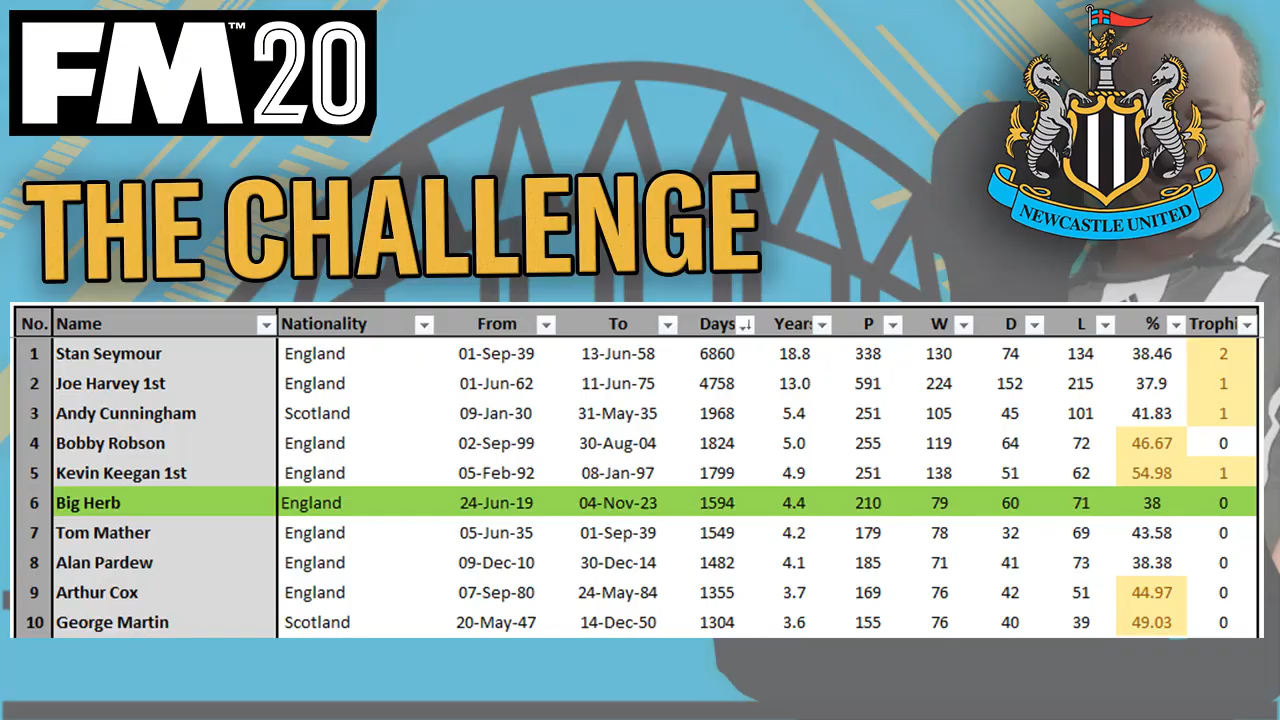 FM™20
NEWCASTLE UNITED
THE CHALLENGE
No. Name Nationality From To Days Years P W D L % Trophi
1 Stan Seymour England 01-Sep-39 13-Jun-58 6860 18.8 338 130 74 134 38.46 2
2 Joe Harvey 1st England 01-Jun-62 11-Jun-75 4758 13.0 591 224 152 215 37.9 1
3 Andy Cunningham Scotland 09-Jan-30 31-May-35 1968 5.4 251 105 45 101 41.83 1
4 Bobby Robson England 02-Sep-99 30-Aug-04 1824 5.0 255 119 64 72 46.67 0
5 Kevin Keegan 1st England 05-Feb-92 08-Jan-97 1799 4.9 251 138 51 62 54.98 1
6 Big Herb England 24-Jun-19 04-Nov-23 1594 4.4 210 79 60 71 38 0
7 Tom Mather England 05-Jun-35 01-Sep-39 1549 4.2 179 78 32 69 43.58 0
8 Alan Pardew England 09-Dec-10 30-Dec-14 1482 4.1 185 71 41 73 38.38 0
9 Arthur Cox England 07-Sep-80 24-May-84 1355 3.7 169 76 42 51 44.97 0
10 George Martin Scotland 20-May-47 14-Dec-50 1304 3.6 155 76 40 39 49.03 0